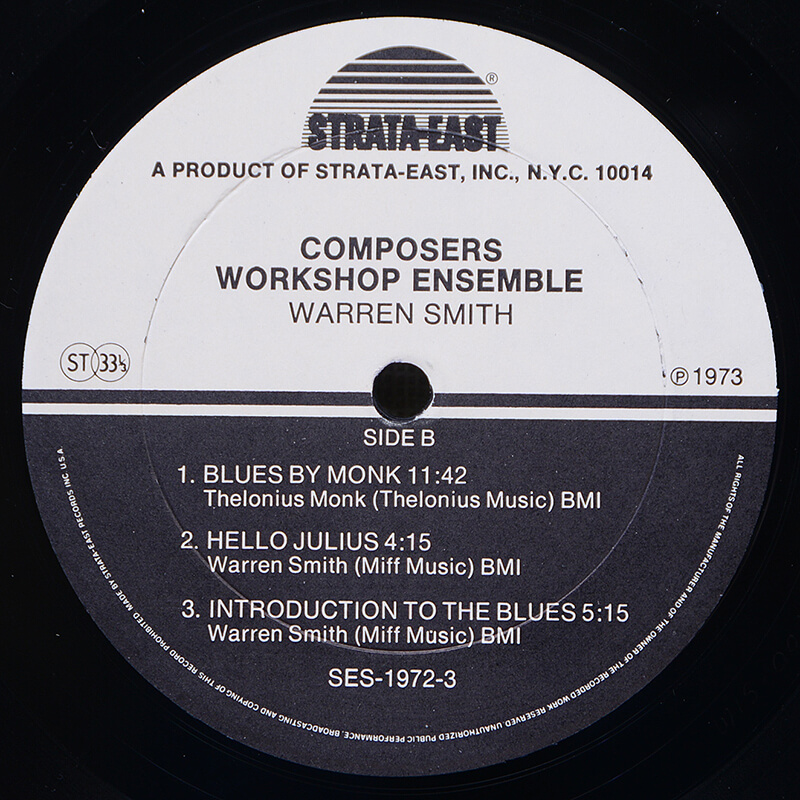 STRATA-EAST ®
A PRODUCT OF STRATA-EAST, INC., N.Y.C. 10014
COMPOSERS
WORKSHOP ENSEMBLE
WARREN SMITH
ST 33⅓
℗ 1973
SIDE B
1. BLUES BY MONK 11:42
Thelonius Monk (Thelonius Music) BMI
2. HELLO JULIUS 4:15
Warren Smith (Miff Music) BMI
3. INTRODUCTION TO THE BLUES 5:15
Warren Smith (Miff Music) BMI
SES-1972-3
ALL RIGHTS OF THE MANUFACTURER AND OF THE OWNER OF THE RECORDED WORK RESERVED. UNAUTHORIZED PUBLIC PERFORMANCE, BROADCASTING AND COPYING OF THIS RECORD PROHIBITED. MADE BY STRATA-EAST RECORDS INC U.S.A.